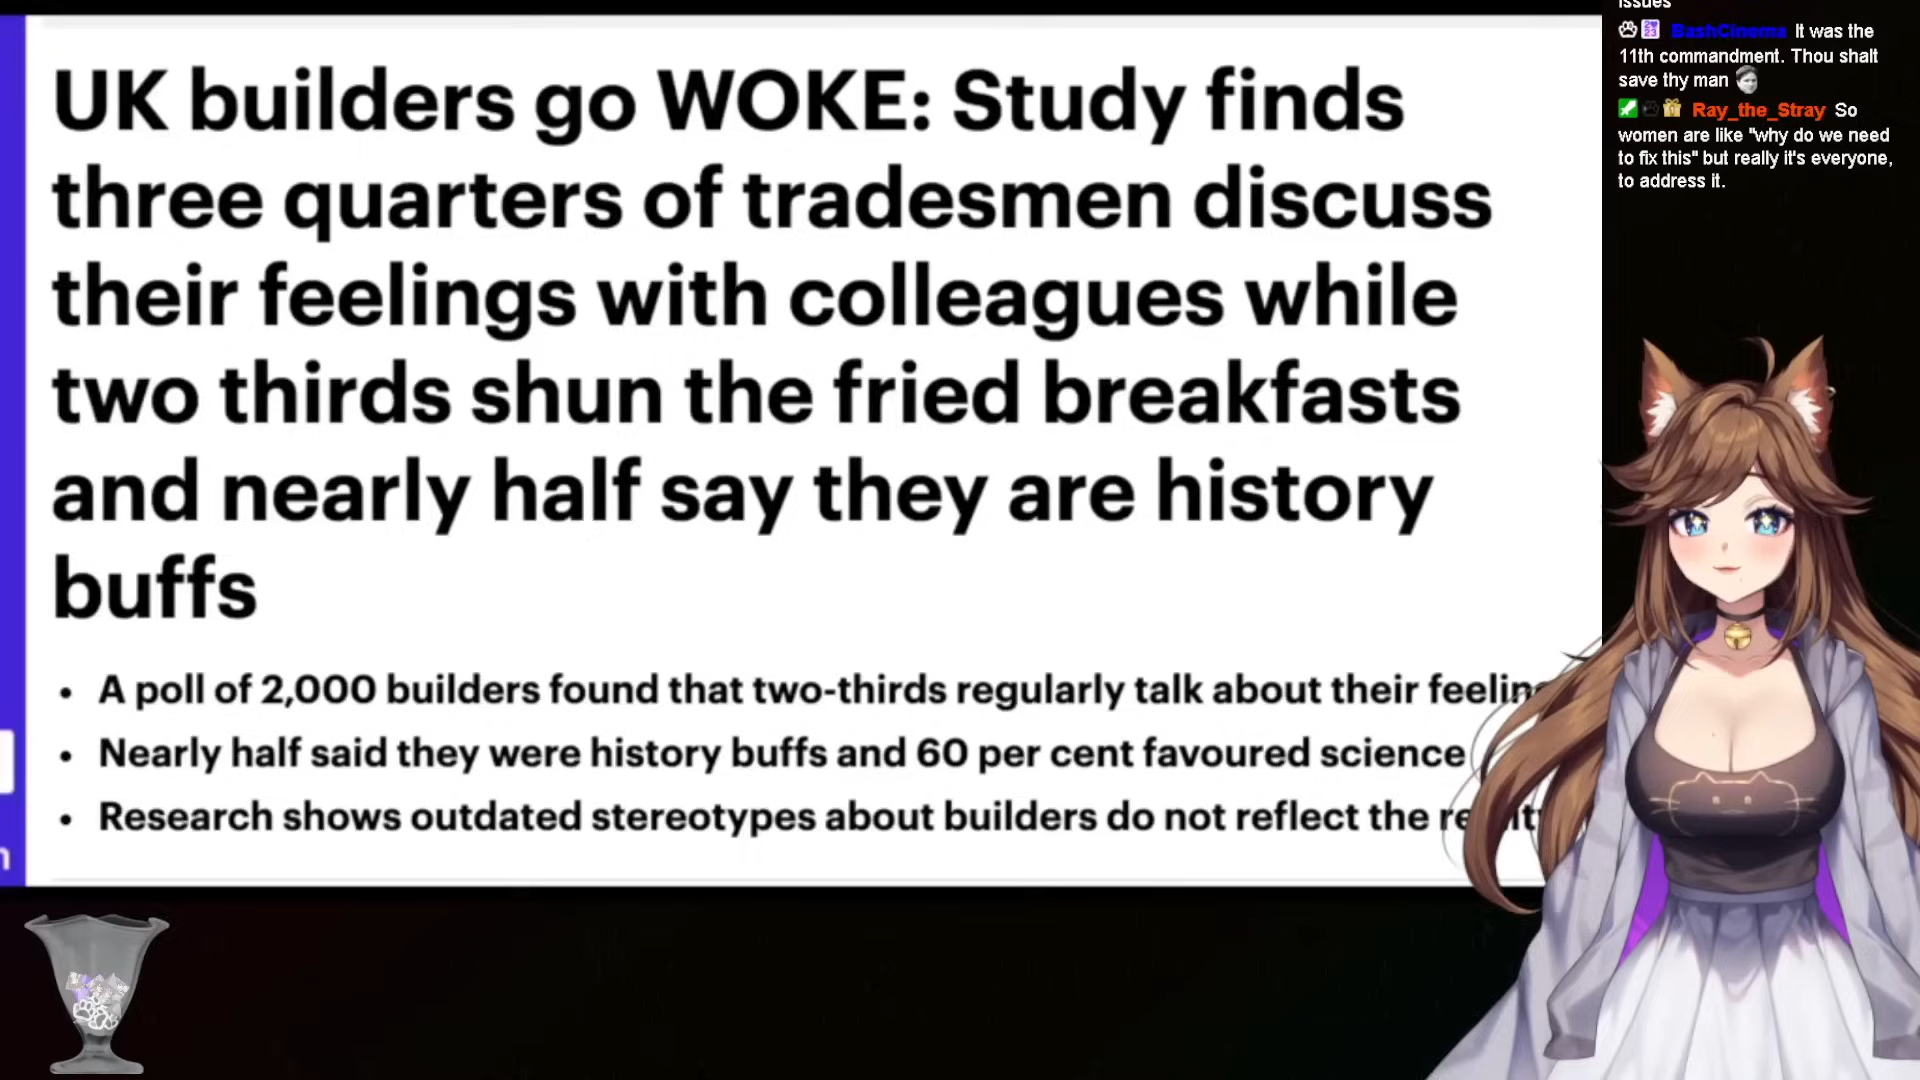 UK builders go WOKE: Study finds
three quarters of tradesmen discuss
their feelings with colleagues while
two thirds shun the fried breakfasts
and nearly half say they are history
buffs
• A poll of 2,000 builders found that two-thirds regularly talk about their
• Nearly half said they were history buffs and 60 per cent favoured science
• Research shows outdated stereotypes about builders do not reflect the
issues
BashCinema It was the
11th commandment. Thou shalt
save thy man
Ray_the_Stray So
women are like "why do we need
to fix this" but really it's everyone,
to address it.